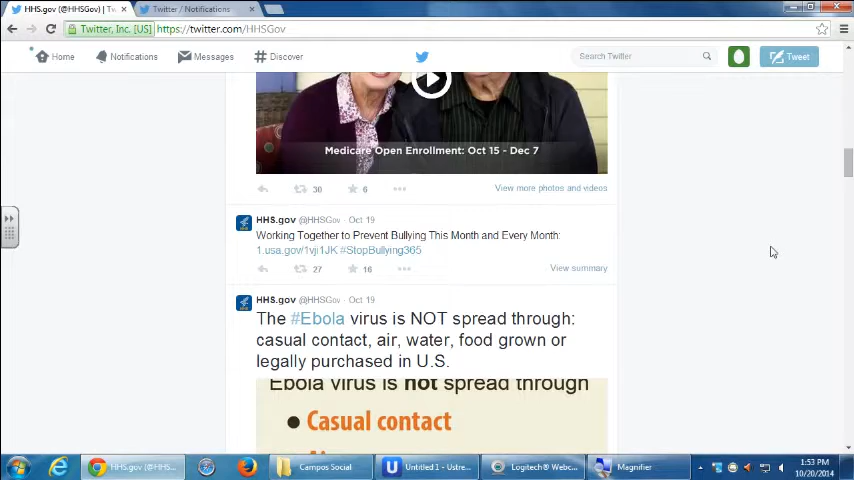 HHS.gov (@HHSGov) | Tw
Twitter / Notifications
Twitter, Inc. [US]
https://twitter.com/HHSGov
Home
Notifications
Messages
# Discover
Search Twitter
Tweet
Medicare Open Enrollment: Oct 15 - Dec 7
30
6
View more photos and videos
HHS.gov @HHSGov · Oct 19
Working Together to Prevent Bullying This Month and Every Month:
1.usa.gov/1vji1JK #StopBullying365
27
16
View summary
HHS.gov @HHSGov · Oct 19
The #Ebola virus is NOT spread through:
casual contact, air, water, food grown or
legally purchased in U.S.
Ebola virus is not spread through
• Casual contact
HHS.gov (@HHS...
Campos Social
Untitled 1 - Ustre...
Logitech® Webc...
Magnifier
1:53 PM
10/20/2014